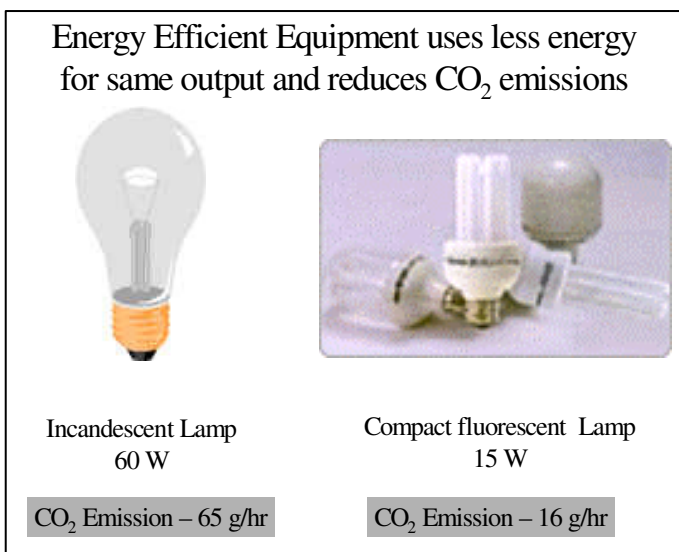 Energy Efficient Equipment uses less energy
for same output and reduces CO₂ emissions
Incandescent Lamp
60 W
CO₂ Emission – 65 g/hr
Compact fluorescent Lamp
15 W
CO₂ Emission – 16 g/hr